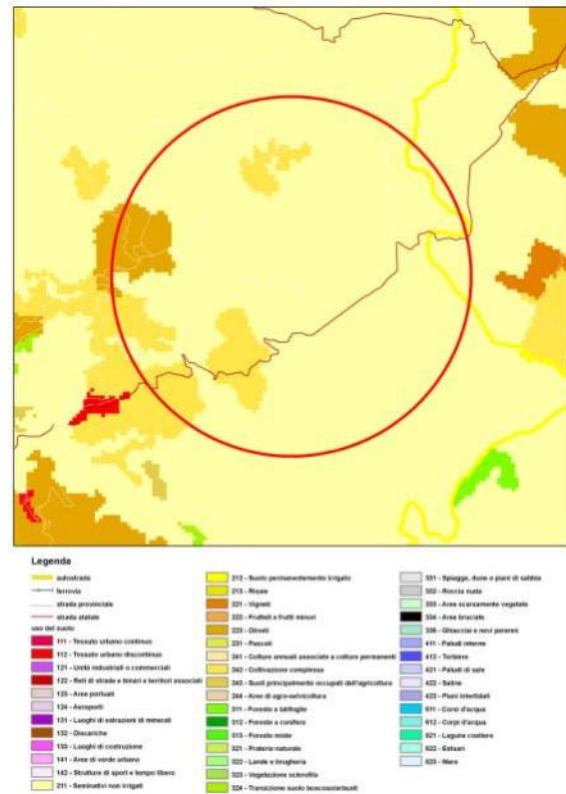 Legenda
autostrada
ferrovia
strada provinciale
strada statale
uso del suolo
111 - Tessuto urbano continuo
112 - Tessuto urbano discontinuo
121 - Unità industriali o commerciali
122 - Reti di strade e binari e territori associati
123 - Aree portuali
124 - Aeroporti
131 - Luoghi di estrazioni di minerali
132 - Discariche
133 - Luoghi di costruzione
141 - Aree di verde urbano
142 - Strutture di sport e tempo libero
211 - Seminativi non irrigati
212 - Suolo permanentemente irrigato
213 - Risaie
221 - Vigneti
222 - Frutteti e frutti minori
223 - Oliveti
231 - Pascoli
241 - Colture annuali associate a colture permanenti
242 - Coltivazione complessa
243 - Suoli principalmente occupati dall'agricoltura
244 - Aree di agro-selvicoltura
311 - Foreste a latifoglie
312 - Foreste a conifere
313 - Foreste miste
321 - Praterie naturale
322 - Lande e brughiera
323 - Vegetazione sclerofilla
324 - Transizione suolo
331 - Spiagge, dune e piani di sabbia
332 - Roccia nuda
333 - Aree scarsamente vegetate
334 - Aree bruciate
335 - Ghiacciai e nevi perenni
411 - Paludi interne
412 - Torbiere
421 - Paludi di sale
422 - Saline
423 - Piani intertidali
511 - Corsi d'acqua
512 - Corpi d'acqua
521 - Lagune costiere
522 - Estuari
523 - Mare